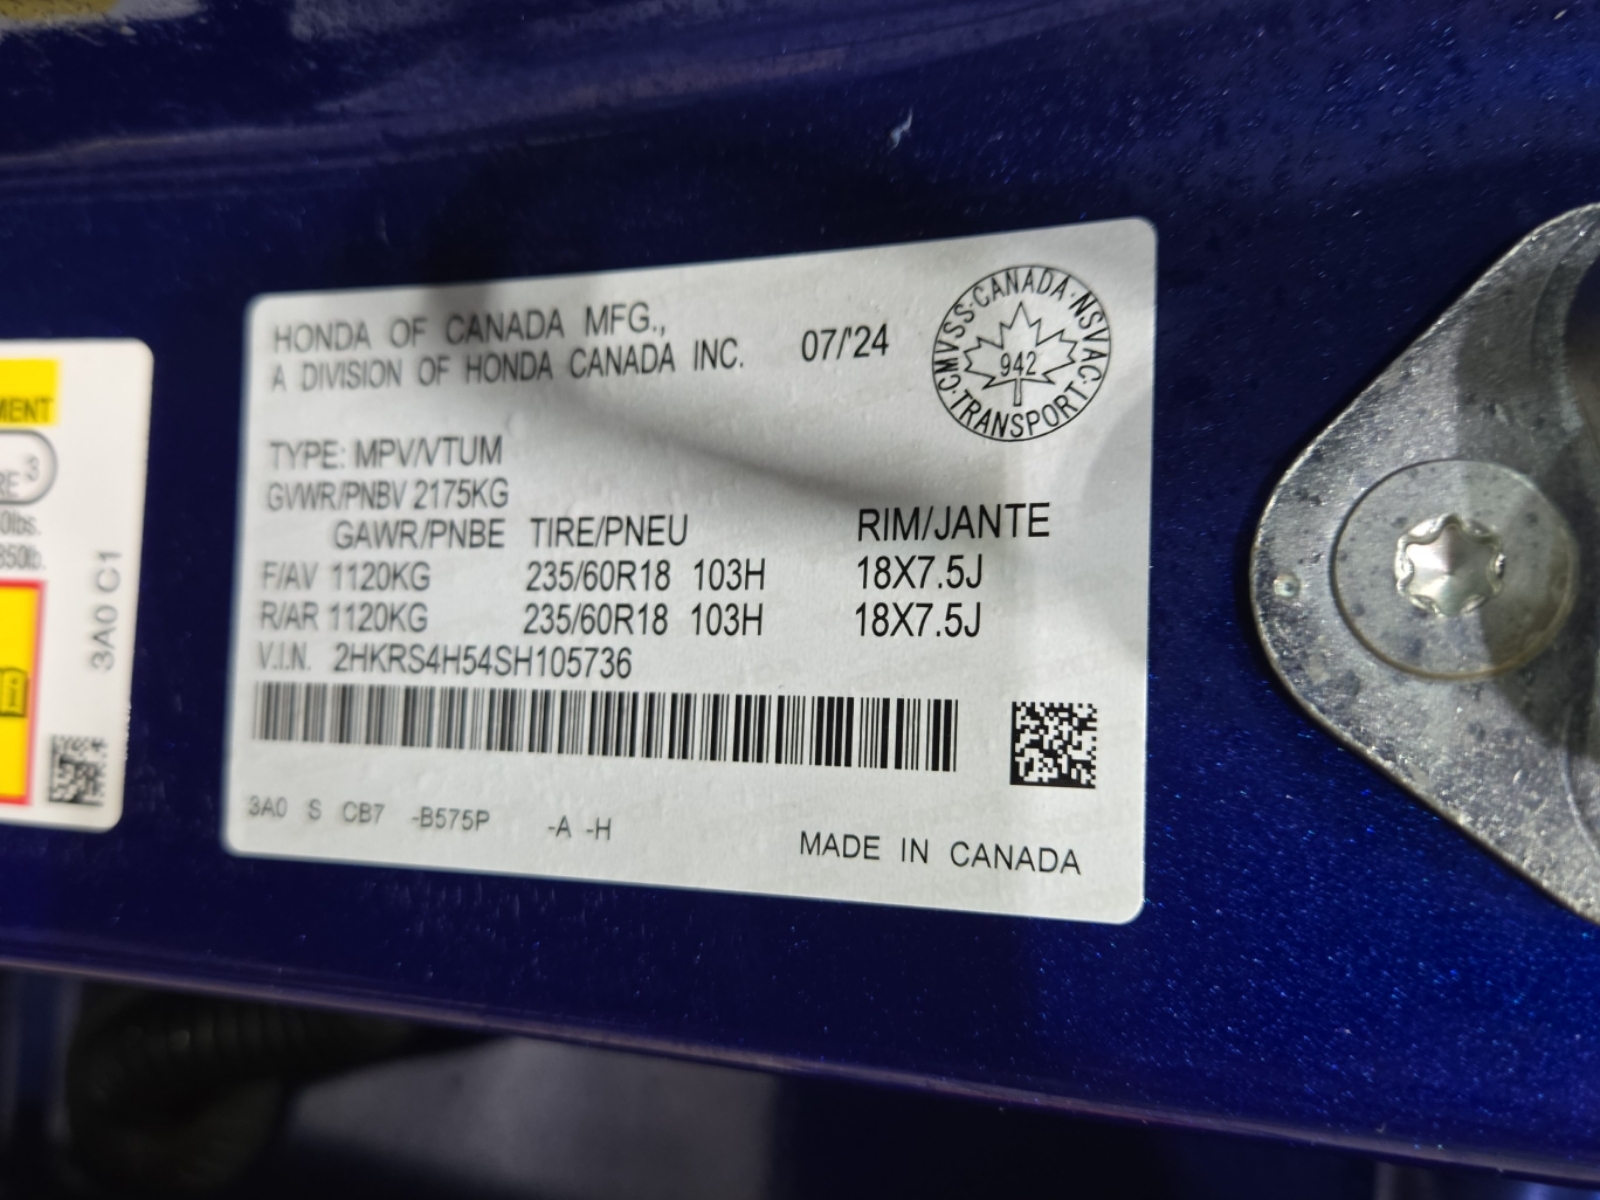 HONDA OF CANADA MFG.,
A DIVISION OF HONDA CANADA INC.
07/'24
CMVSS·CANADA·NSVAC·TRANSPORT·
942
TYPE: MPV/VTUM
GVWR/PNBV 2175KG
GAWR/PNBE TIRE/PNEU RIM/JANTE
F/AV 1120KG 235/60R18 103H 18X7.5J
R/AR 1120KG 235/60R18 103H 18X7.5J
V.I.N. 2HKRS4H54SH105736
3A0 S CB7 -B575P -A -H
MADE IN CANADA
3
850lb.
3A0 C1